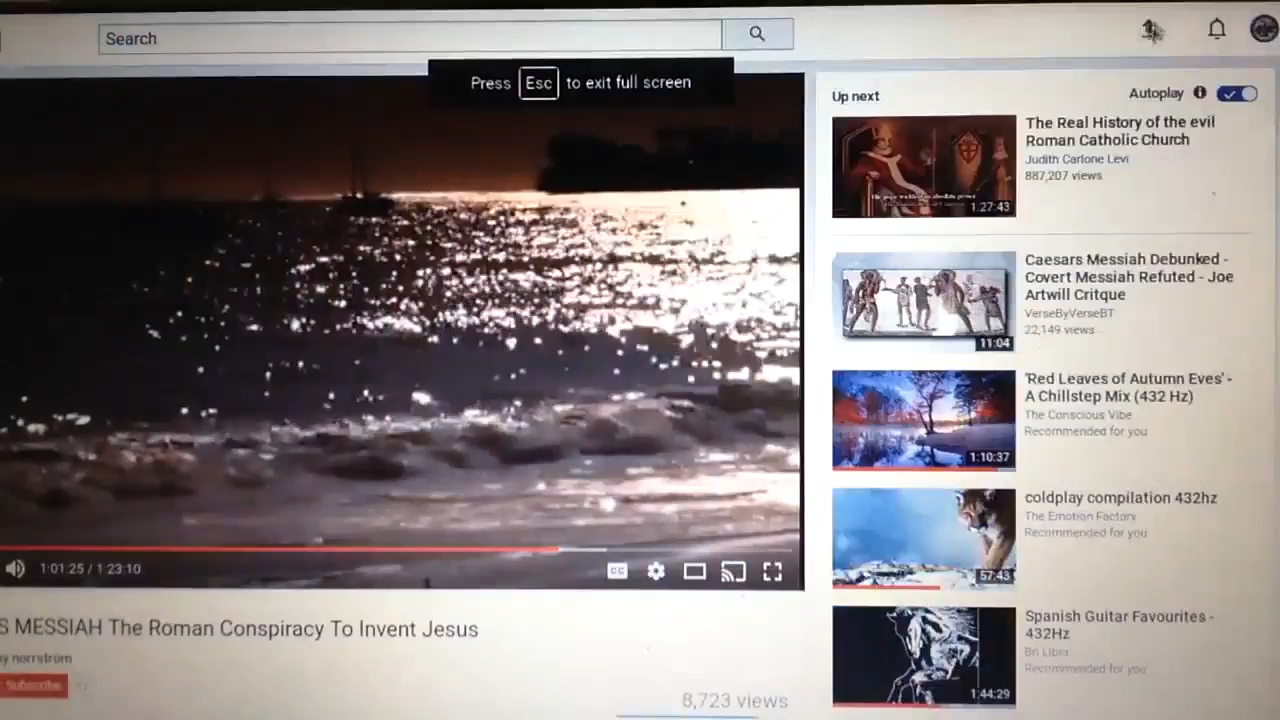 Search
Press Esc to exit full screen
Up next
Autoplay
The Real History of the evil
Roman Catholic Church
Judith Carlone Levi
887,207 views
1:27:43
Caesars Messiah Debunked -
Covert Messiah Refuted - Joe
Artwill Critque
VerseByVerseBT
22,149 views
11:04
'Red Leaves of Autumn Eves' -
A Chillstep Mix (432 Hz)
The Conscious Vibe
Recommended for you
1:10:37
coldplay compilation 432hz
The Emotion Factory
Recommended for you
57:43
Spanish Guitar Favourites -
432Hz
Bri Libra
Recommended for you
1:44:29
1:01:25 / 1:23:10
CC
S MESSIAH The Roman Conspiracy To Invent Jesus
y norrstrom
Subscribe
8,723 views